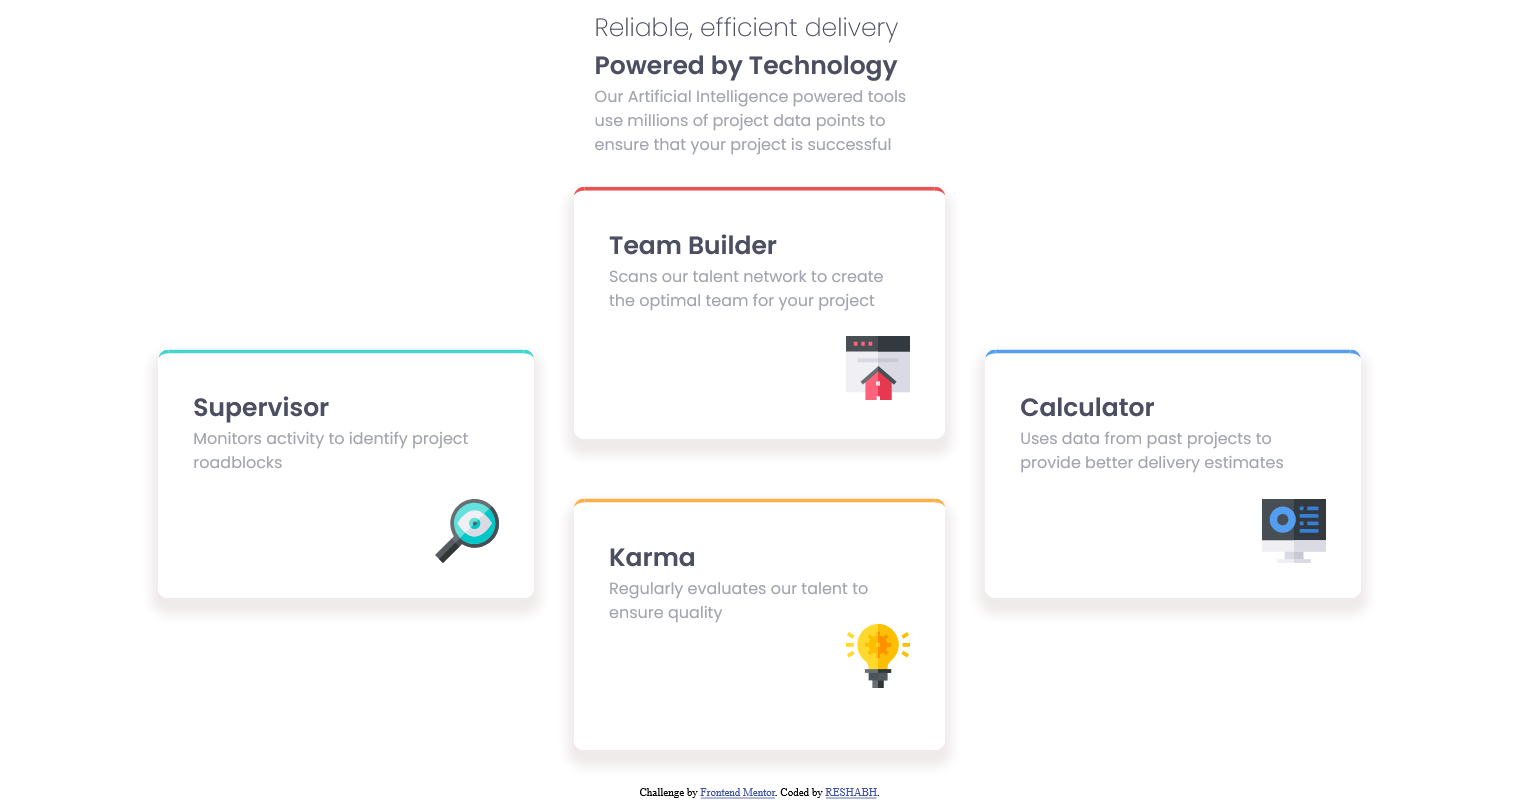 Reliable, efficient delivery
Powered by Technology
Our Artificial Intelligence powered tools
use millions of project data points to
ensure that your project is successful
Team Builder
Scans our talent network to create
the optimal team for your project
Supervisor
Monitors activity to identify project
roadblocks
Calculator
Uses data from past projects to
provide better delivery estimates
Karma
Regularly evaluates our talent to
ensure quality
Challenge by Frontend Mentor. Coded by RESHABH.